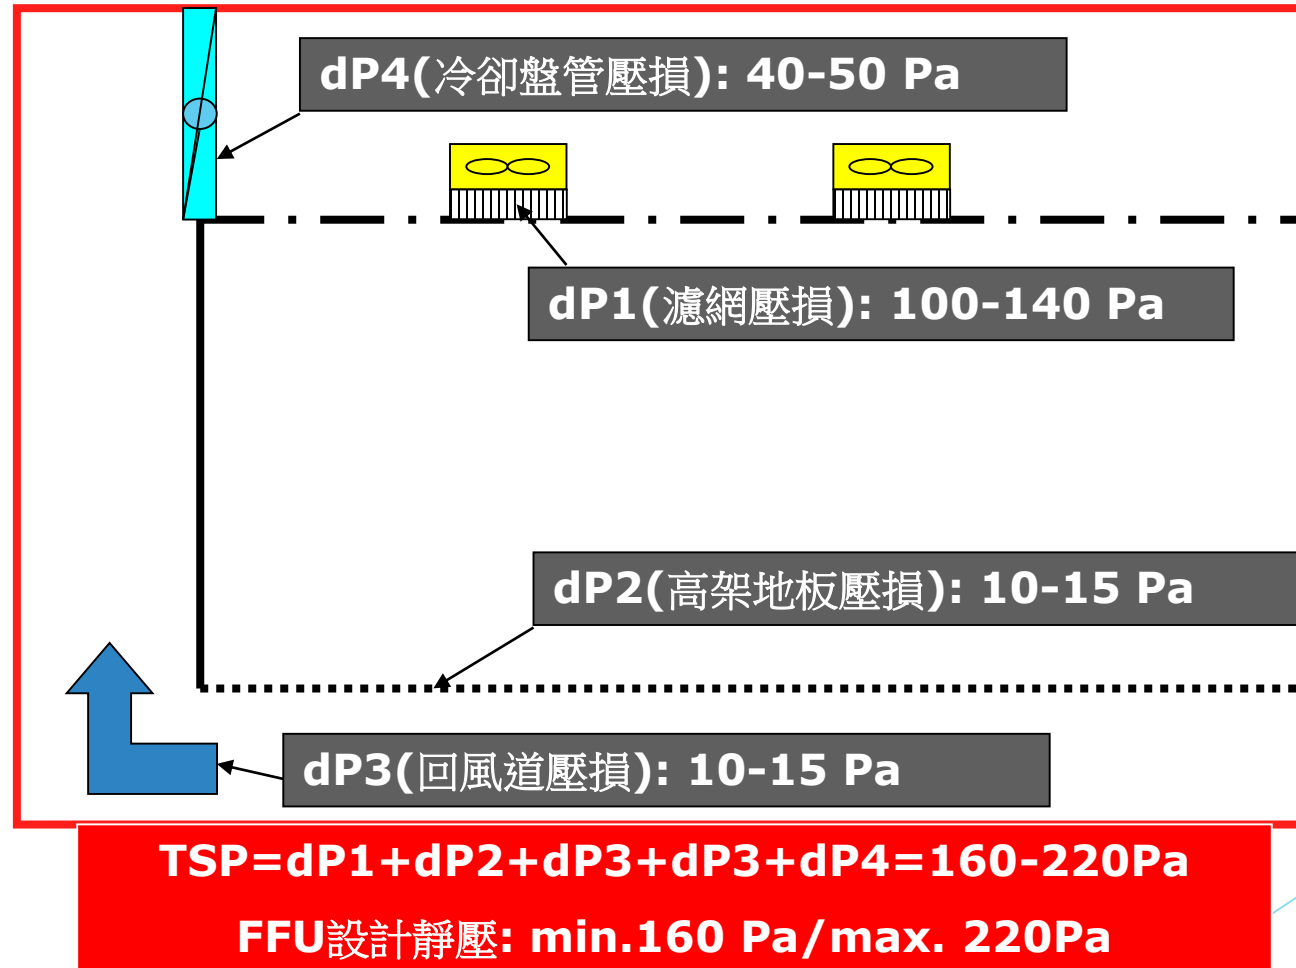 dP4(冷卻盤管壓損): 40-50 Pa
dP1(濾網壓損): 100-140 Pa
dP2(高架地板壓損): 10-15 Pa
dP3(回風道壓損): 10-15 Pa
TSP=dP1+dP2+dP3+dP3+dP4=160-220Pa
FFU設計靜壓: min.160 Pa/max. 220Pa